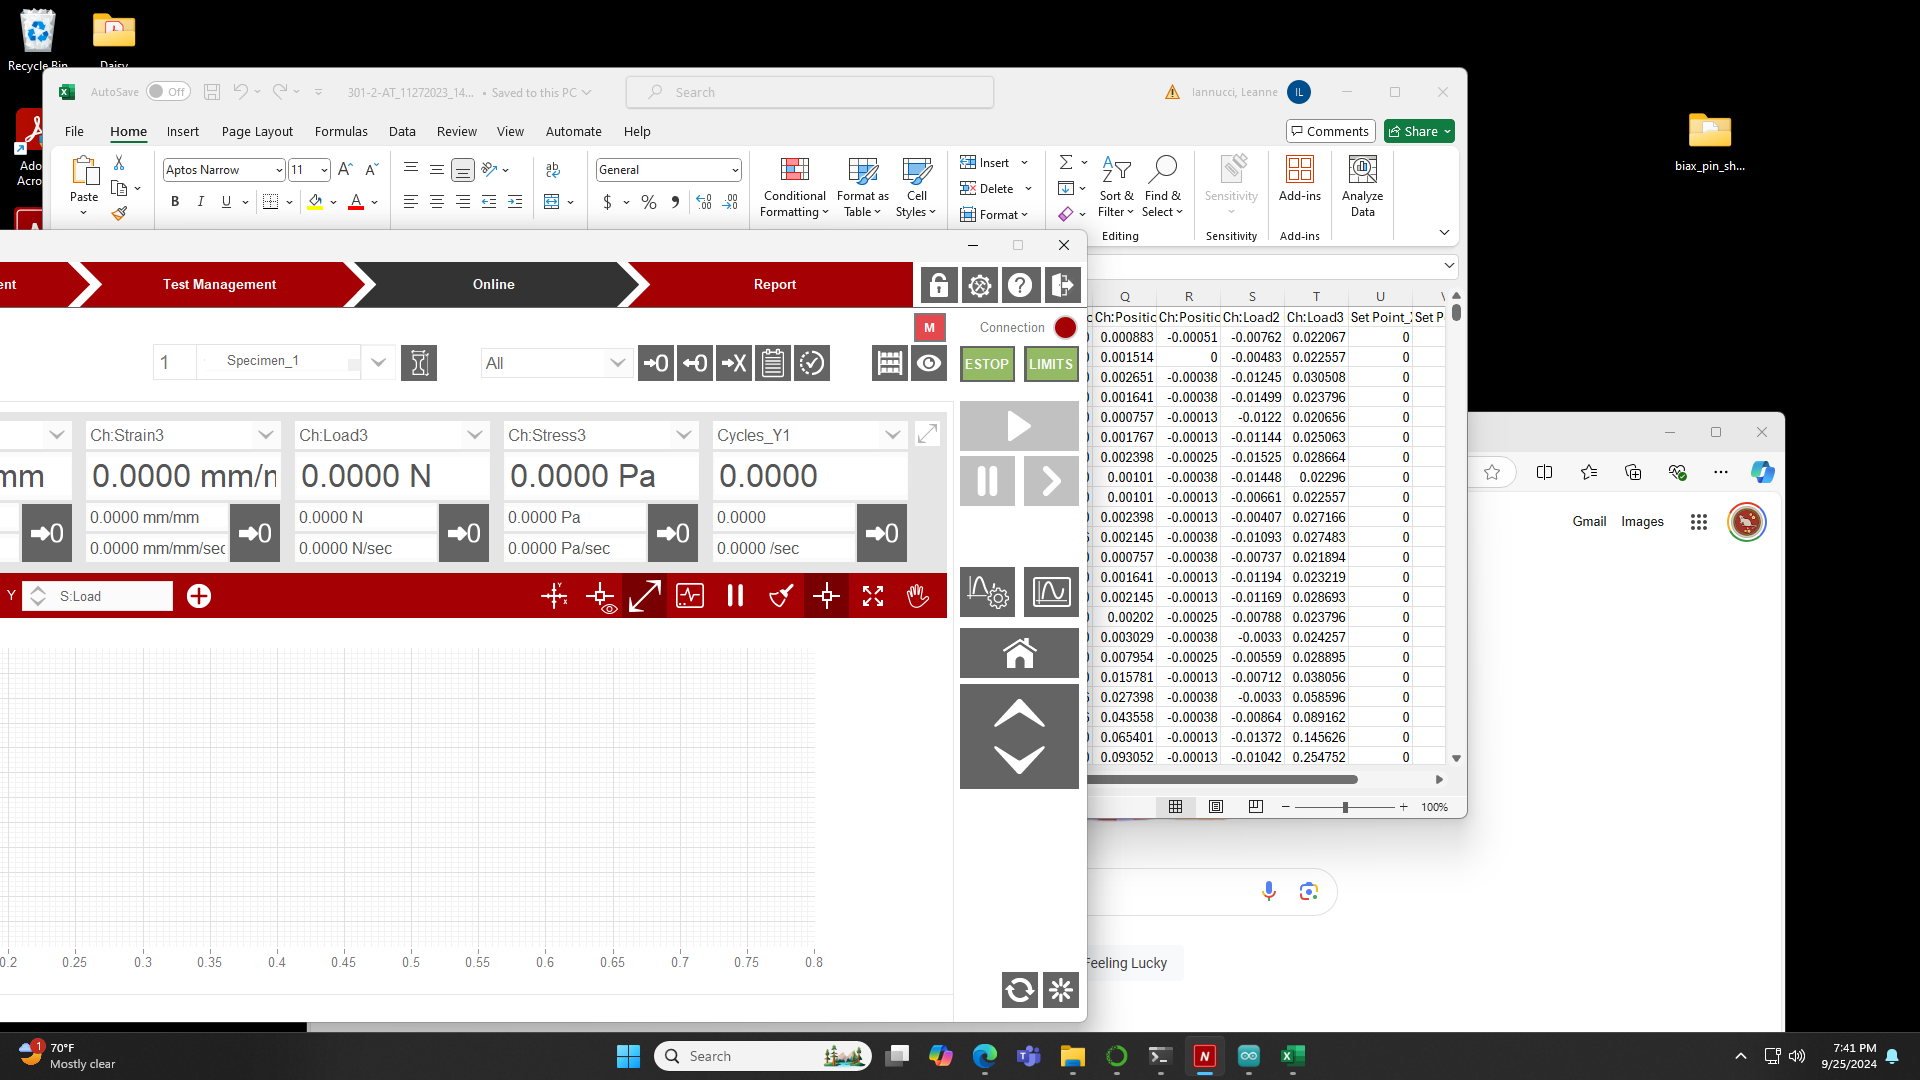 Recycle Bin
Daisy
AutoSave Off 301-2-AT_11272023_14... • Saved to this PC Search Iannucci, Leanne IL
File Home Insert Page Layout Formulas Data Review View Automate Help Comments Share
Paste Aptos Narrow 11 General Conditional Formatting Format as Table Cell Styles Insert Delete Format Sort & Filter Find & Select Sensitivity Add-ins Analyze Data
Editing Sensitivity Add-ins
Ado
Acro
biax_pin_sh...
ent Test Management Online Report
M Connection
1 Specimen_1 All ESTOP LIMITS
Ch:Strain3 Ch:Load3 Ch:Stress3 Cycles_Y1
mm 0.0000 mm/m 0.0000 N 0.0000 Pa 0.0000
0.0000 mm/mm 0.0000 N 0.0000 Pa 0.0000
0.0000 mm/mm/sec 0.0000 N/sec 0.0000 Pa/sec 0.0000 /sec
Y S:Load
0.2 0.25 0.3 0.35 0.4 0.45 0.5 0.55 0.6 0.65 0.7 0.75 0.8
Q R S T U V
Ch:Positic Ch:Positic Ch:Load2 Ch:Load3 Set Point_X Set P
0.000883 -0.00051 -0.00762 0.022067 0
0.001514 0 -0.00483 0.022557 0
0.002651 -0.00038 -0.01245 0.030508 0
0.001641 -0.00038 -0.01499 0.023796 0
0.000757 -0.00013 -0.0122 0.020656 0
0.001767 -0.00013 -0.01144 0.025063 0
0.002398 -0.00025 -0.01525 0.028664 0
0.00101 -0.00038 -0.01448 0.02296 0
0.00101 -0.00013 -0.00661 0.022557 0
0.002398 -0.00013 -0.00407 0.027166 0
0.002145 -0.00038 -0.01093 0.027483 0
0.000757 -0.00038 -0.00737 0.021894 0
0.001641 -0.00013 -0.01194 0.023219 0
0.002145 -0.00013 -0.01169 0.028693 0
0.00202 -0.00025 -0.00788 0.023796 0
0.003029 -0.00038 -0.0033 0.024257 0
0.007954 -0.00025 -0.00559 0.028895 0
0.015781 -0.00013 -0.00712 0.038056 0
0.027398 -0.00038 -0.0033 0.058596 0
0.043558 -0.00038 -0.00864 0.089162 0
0.065401 -0.00013 -0.01372 0.145626 0
0.093052 -0.00013 -0.01042 0.254752 0
100%
Gmail Images
Feeling Lucky
1 70°F
Mostly clear
Search
7:41 PM
9/25/2024